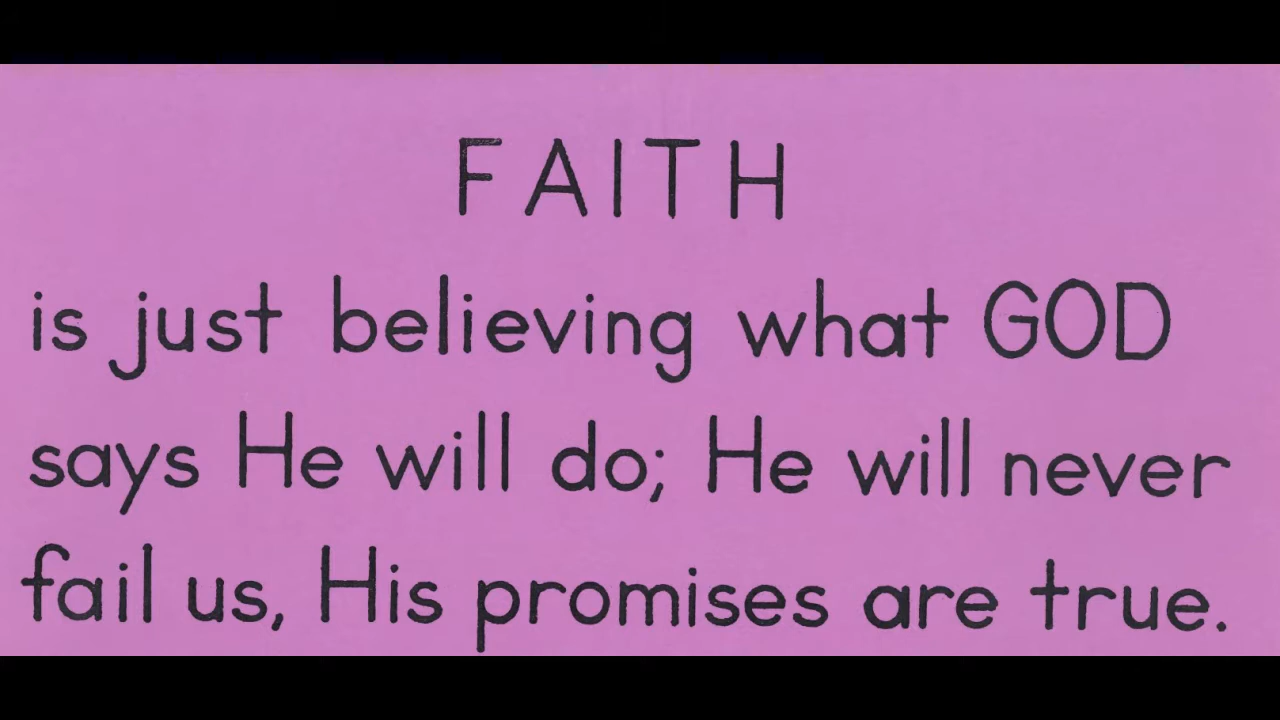 FAITH
is just believing what GOD
says He will do; He will never
fail us, His promises are true.